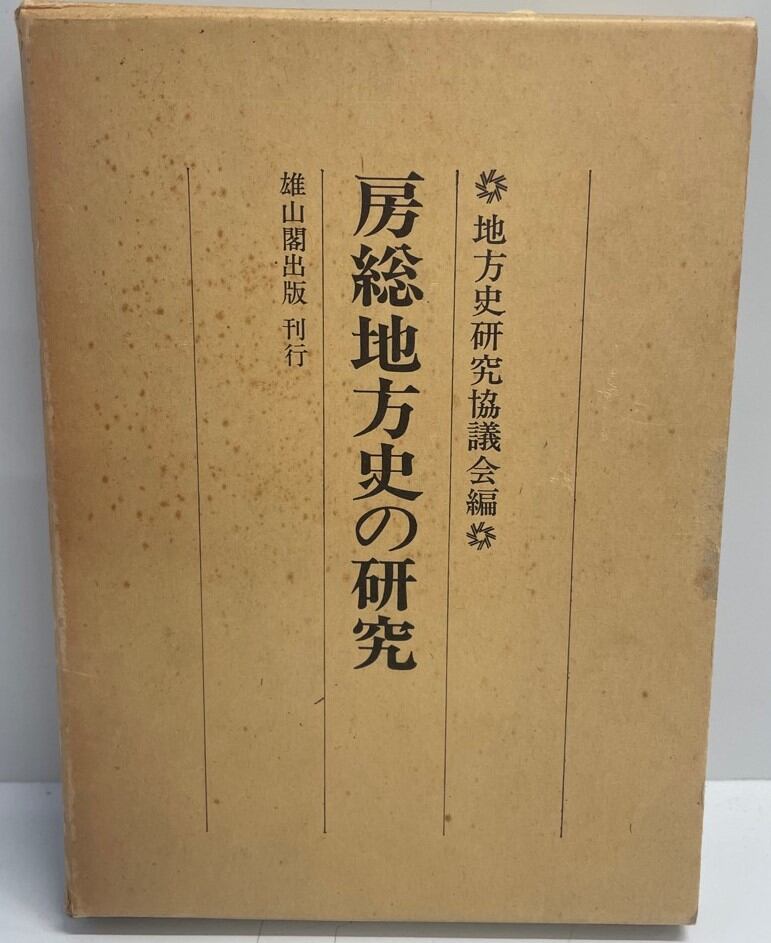 地方史研究協議会編
房総地方史の研究
雄山閣出版 刊行